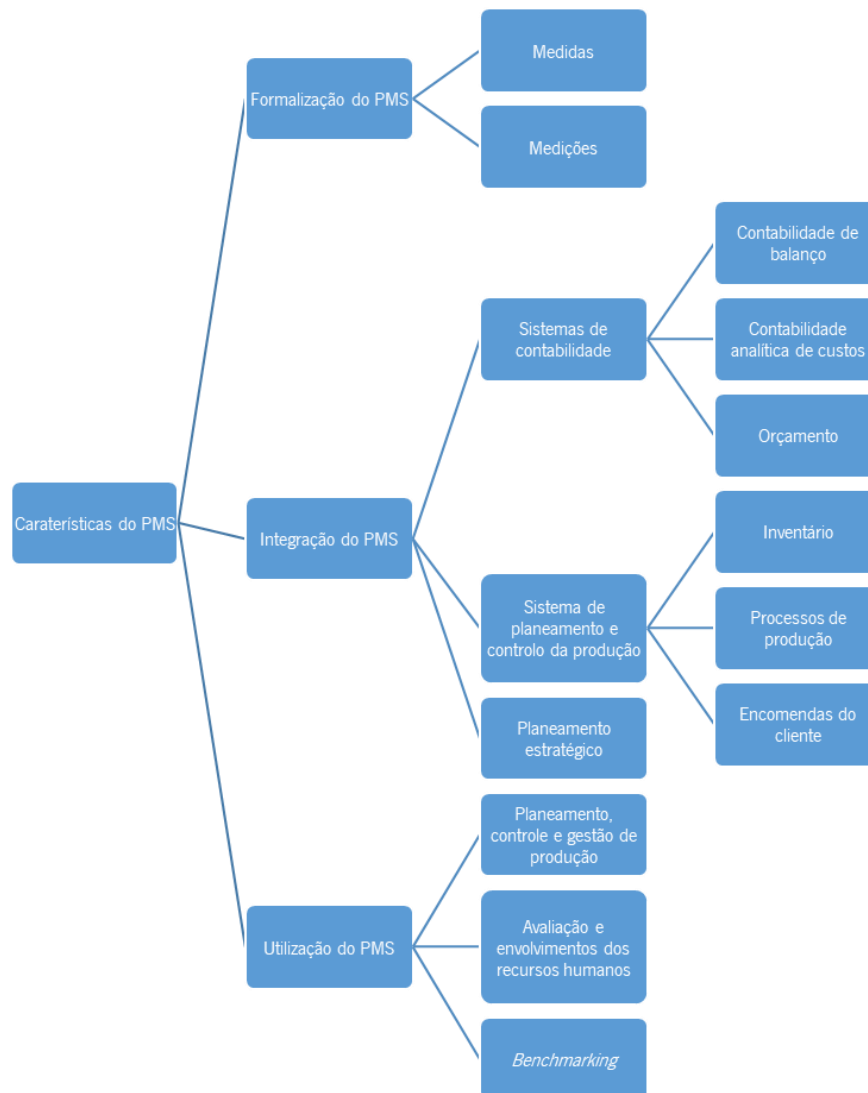 Medidas
Formalização do PMS
Medições
Contabilidade de
balanço
Sistemas de
contabilidade
Contabilidade
analítica de custos
Orçamento
Caraterísticas do PMS
Integração do PMS
Inventário
Sistema de
planeamento e
controlo da produção
Processos de
produção
Encomendas do
cliente
Planeamento
estratégico
Planeamento,
controle e gestão de
produção
Utilização do PMS
Avaliação e
envolvimentos dos
recursos humanos
Benchmarking